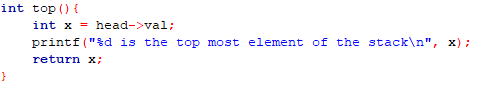 int top(){
    int x = head->val;
    printf("%d is the top most element of the stack\n", x);
    return x;
}